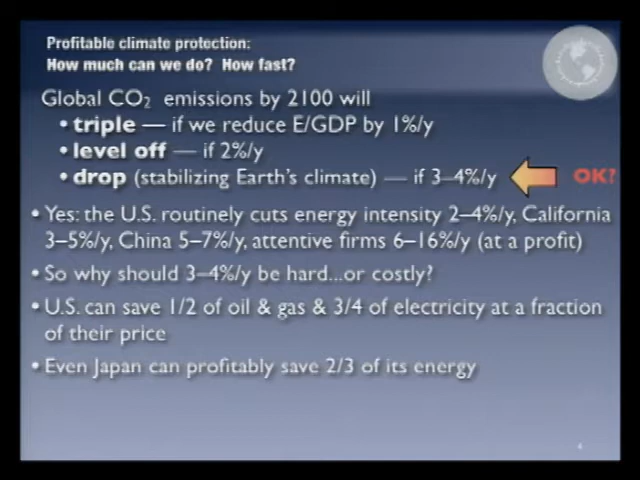 Profitable climate protection:
How much can we do? How fast?
Global CO₂ emissions by 2100 will
• triple — if we reduce E/GDP by 1%/y
• level off — if 2%/y
• drop (stabilizing Earth's climate) — if 3–4%/y OK?
• Yes: the U.S. routinely cuts energy intensity 2–4%/y, California
3–5%/y, China 5–7%/y, attentive firms 6–16%/y (at a profit)
• So why should 3–4%/y be hard...or costly?
• U.S. can save 1/2 of oil & gas & 3/4 of electricity at a fraction
of their price
• Even Japan can profitably save 2/3 of its energy
4